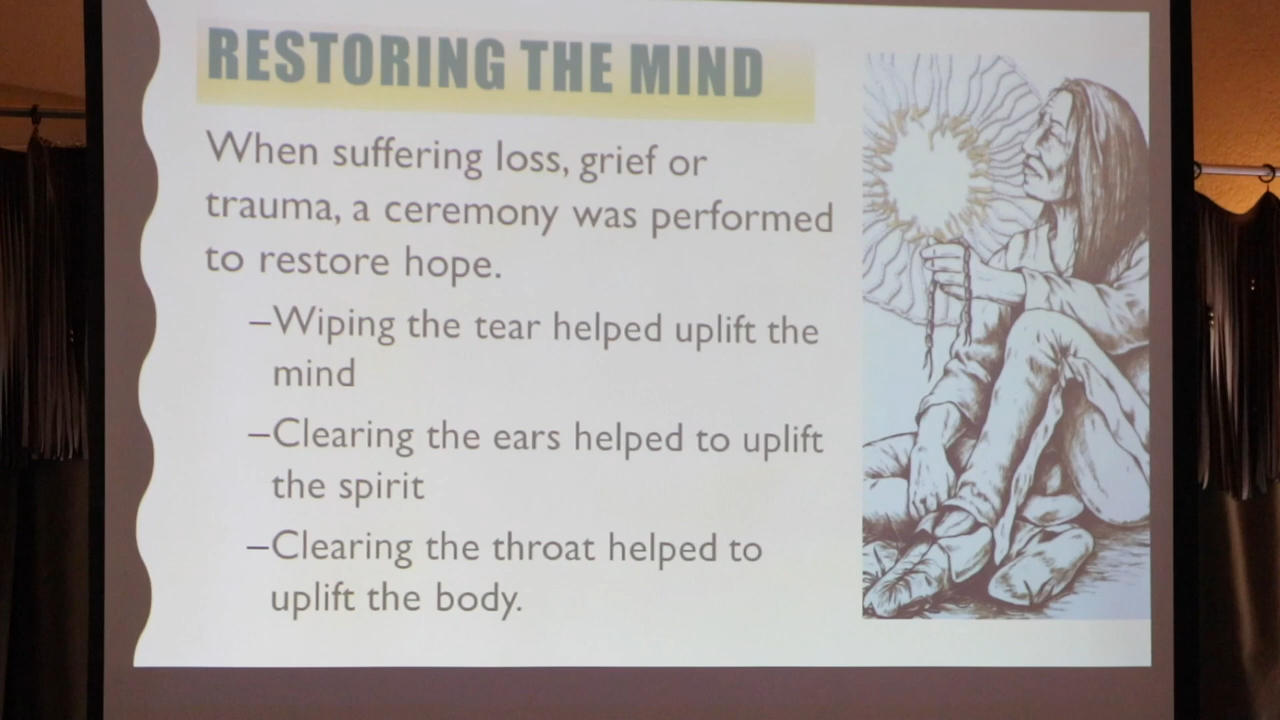 RESTORING THE MIND
When suffering loss, grief or
trauma, a ceremony was performed
to restore hope.
–Wiping the tear helped uplift the
mind
–Clearing the ears helped to uplift
the spirit
–Clearing the throat helped to
uplift the body.